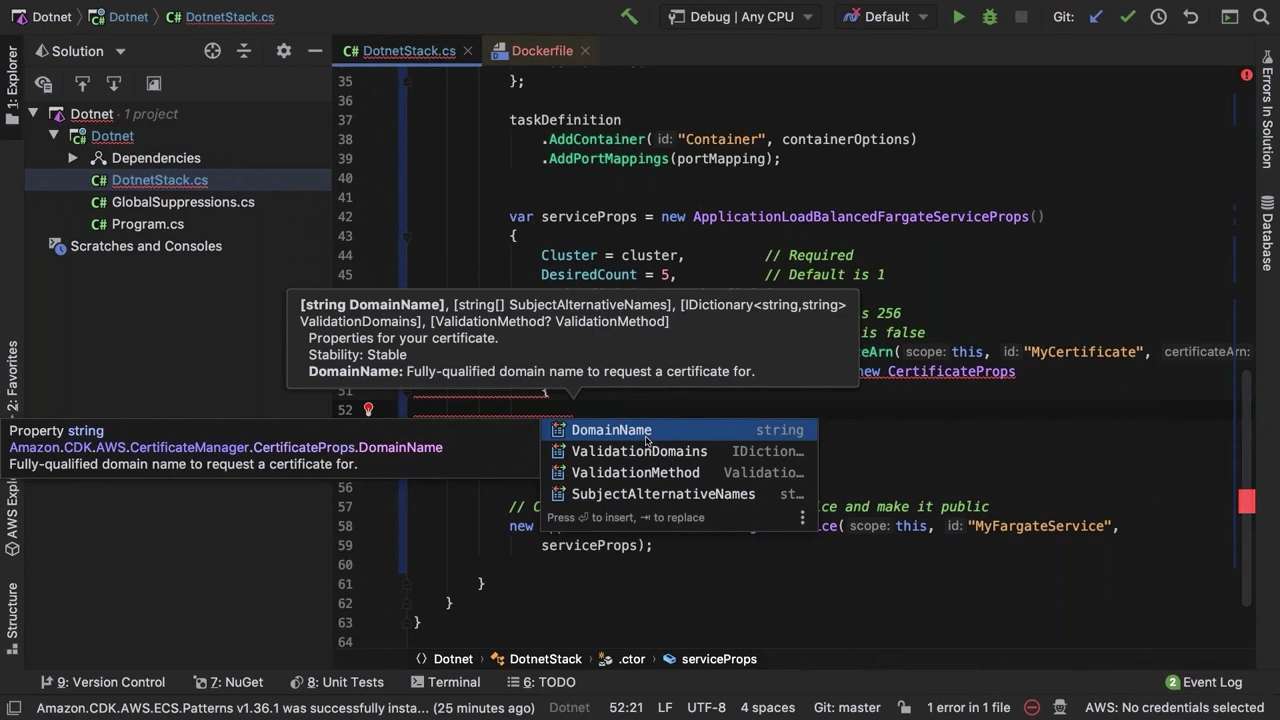 Dotnet › Dotnet › DotnetStack.cs
Debug | Any CPU
Default
Git:
1: Explorer
Solution
DotnetStack.cs
Dockerfile
Dotnet · 1 project
Dotnet
Dependencies
DotnetStack.cs
GlobalSuppressions.cs
Program.cs
Scratches and Consoles
2: Favorites
Structure
35 };
36
37 taskDefinition
38 .AddContainer( id: "Container", containerOptions)
39 .AddPortMappings(portMapping);
40
41
42 var serviceProps = new ApplicationLoadBalancedFargateServiceProps()
43 {
44 Cluster = cluster, // Required
45 DesiredCount = 5, // Default is 1
[string DomainName], [string[] SubjectAlternativeNames], [IDictionary<string,string>
ValidationDomains], [ValidationMethod? ValidationMethod]
Properties for your certificate.
Stability: Stable
DomainName: Fully-qualified domain name to request a certificate for.
s 256
is false
eArn( scope: this, id: "MyCertificate", certificateArn:
new CertificateProps
51 {
52
Property string
Amazon.CDK.AWS.CertificateManager.CertificateProps.DomainName
Fully-qualified domain name to request a certificate for.
DomainName string
ValidationDomains IDiction…
ValidationMethod Validatio…
SubjectAlternativeNames st…
Press ⏎ to insert, ⇥ to replace
56
57 // C ice and make it public
58 new ice( scope: this, id: "MyFargateService",
59 serviceProps);
60
61 }
62 }
63 }
64
Errors In Solution
Database
Dotnet › DotnetStack › .ctor › serviceProps
9: Version Control
7: NuGet
8: Unit Tests
Terminal
6: TODO
2 Event Log
Amazon.CDK.AWS.ECS.Patterns v1.36.1 was successfully insta... (25 minutes ago)
Dotnet
52:21
LF
UTF-8
4 spaces
Git: master
1 error in 1 file
AWS: No credentials selected